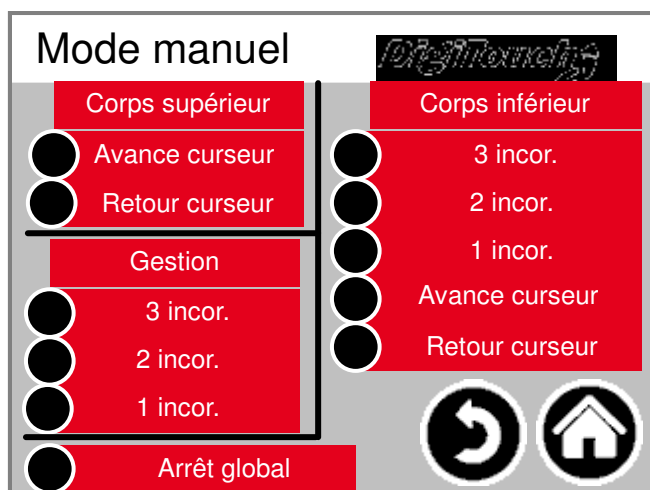 Mode manuel
DigiTouch
Corps supérieur
Avance curseur
Retour curseur
Gestion
3 incor.
2 incor.
1 incor.
Arrêt global
Corps inférieur
3 incor.
2 incor.
1 incor.
Avance curseur
Retour curseur